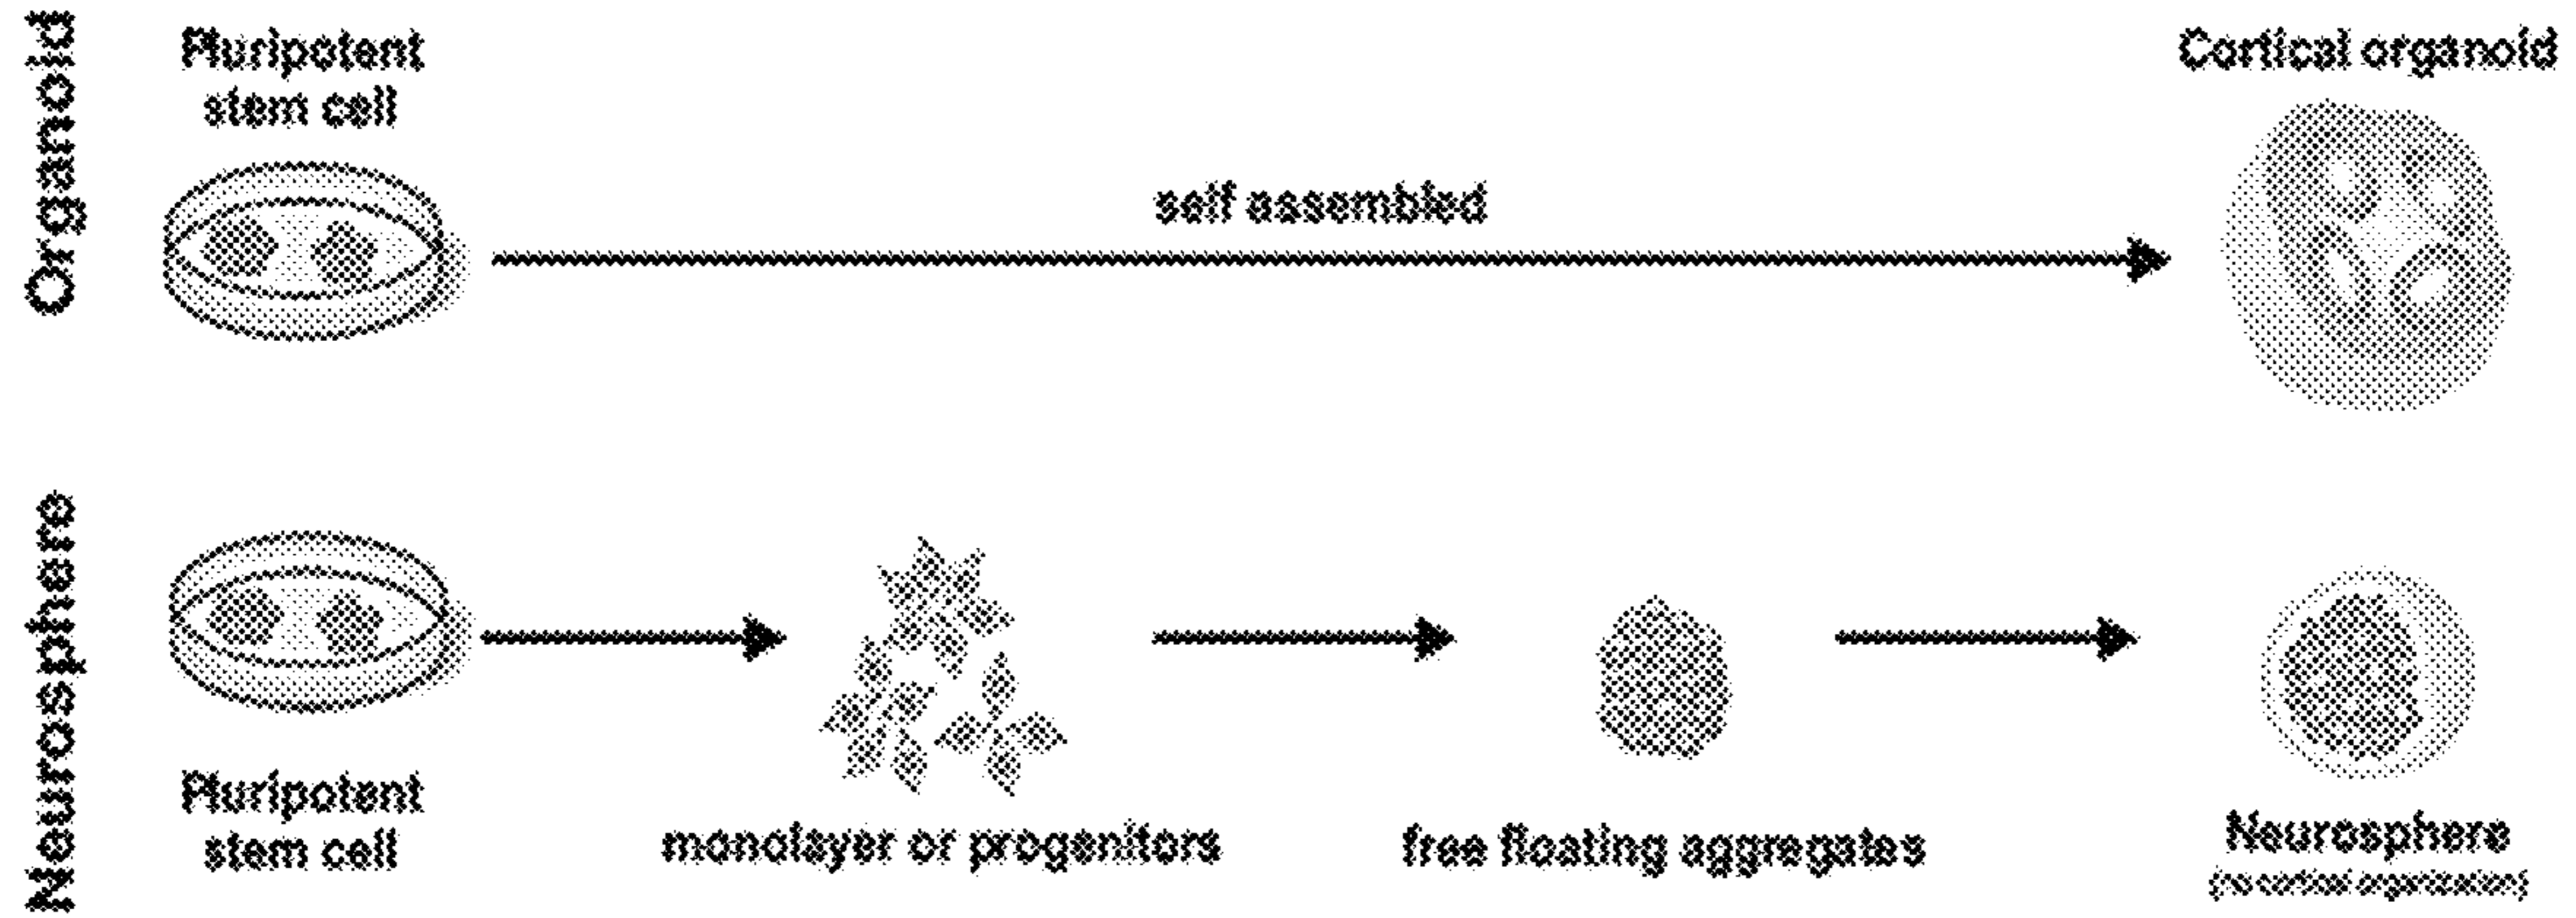 Organoid
Pluripotent
stem cell
self assembled
Cortical organoid
Neurosphere
Pluripotent
stem cell
monolayer or progenitors
free floating aggregates
Neurosphere